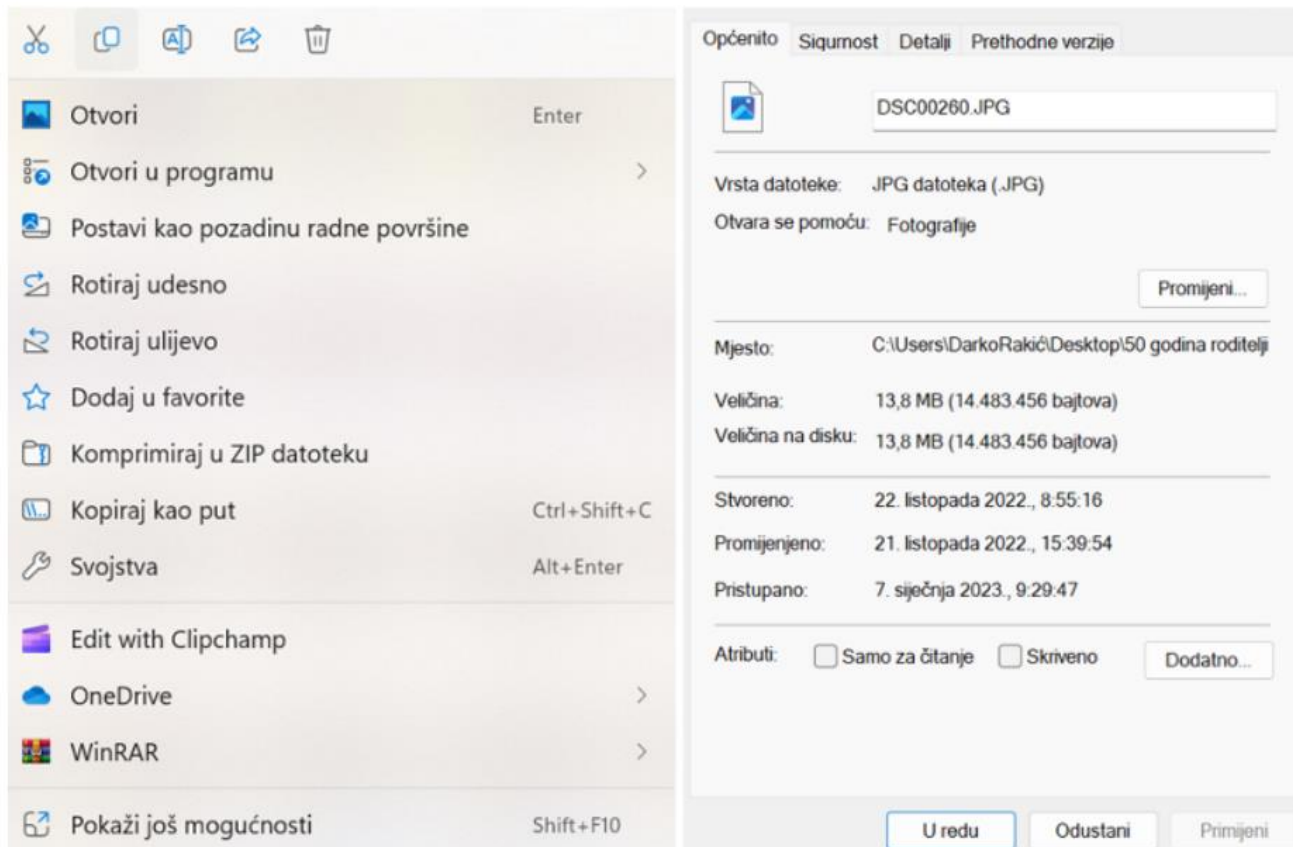 Otvori Enter
Otvori u programu
Postavi kao pozadinu radne površine
Rotiraj udesno
Rotiraj ulijevo
Dodaj u favorite
Komprimiraj u ZIP datoteku
Kopiraj kao put Ctrl+Shift+C
Svojstva Alt+Enter
Edit with Clipchamp
OneDrive
WinRAR
Pokaži još mogućnosti Shift+F10
Općenito Sigurnost Detalji Prethodne verzije
DSC00260.JPG
Vrsta datoteke: JPG datoteka (.JPG)
Otvara se pomoću: Fotografije
Promijeni...
Mjesto: C:\Users\DarkoRakić\Desktop\50 godina roditelji
Veličina: 13,8 MB (14.483.456 bajtova)
Veličina na disku: 13,8 MB (14.483.456 bajtova)
Stvoreno: 22. listopada 2022., 8:55:16
Promijenjeno: 21. listopada 2022., 15:39:54
Pristupano: 7. siječnja 2023., 9:29:47
Atributi: Samo za čitanje Skriveno Dodatno...
U redu Odustani Primijeni